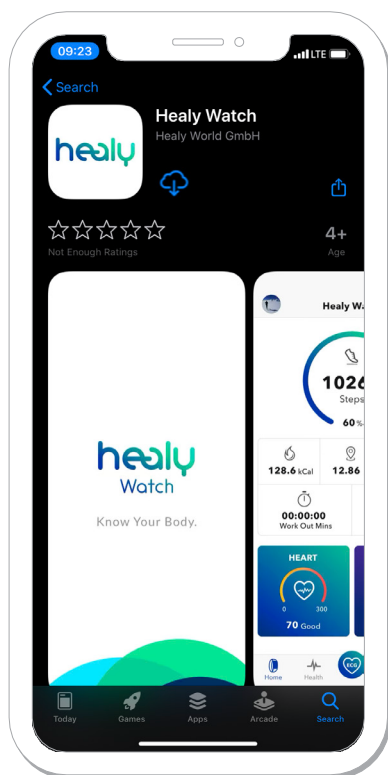 09:23
LTE
Search
healy
Healy Watch
Healy World GmbH
4+
Not Enough Ratings
Age
healy
Watch
Know Your Body.
Healy W
1026
Steps
60%
128.6 kCal
12.86
00:00:00
Work Out Mins
HEART
0 300
70 Good
Home
Health
ECG
Today
Games
Apps
Arcade
Search